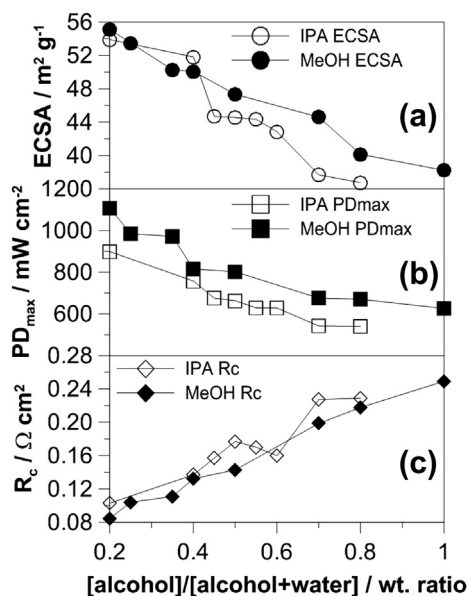 56
52
48
44
40
36
ECSA / m² g⁻¹
IPA ECSA
MeOH ECSA
(a)
1200
1000
800
600
PDmax / mW cm⁻²
IPA PDmax
MeOH PDmax
(b)
0.28
0.24
0.20
0.16
0.12
0.08
Rc / Ω cm²
IPA Rc
MeOH Rc
(c)
0.2 0.4 0.6 0.8 1
[alcohol]/[alcohol+water] / wt. ratio